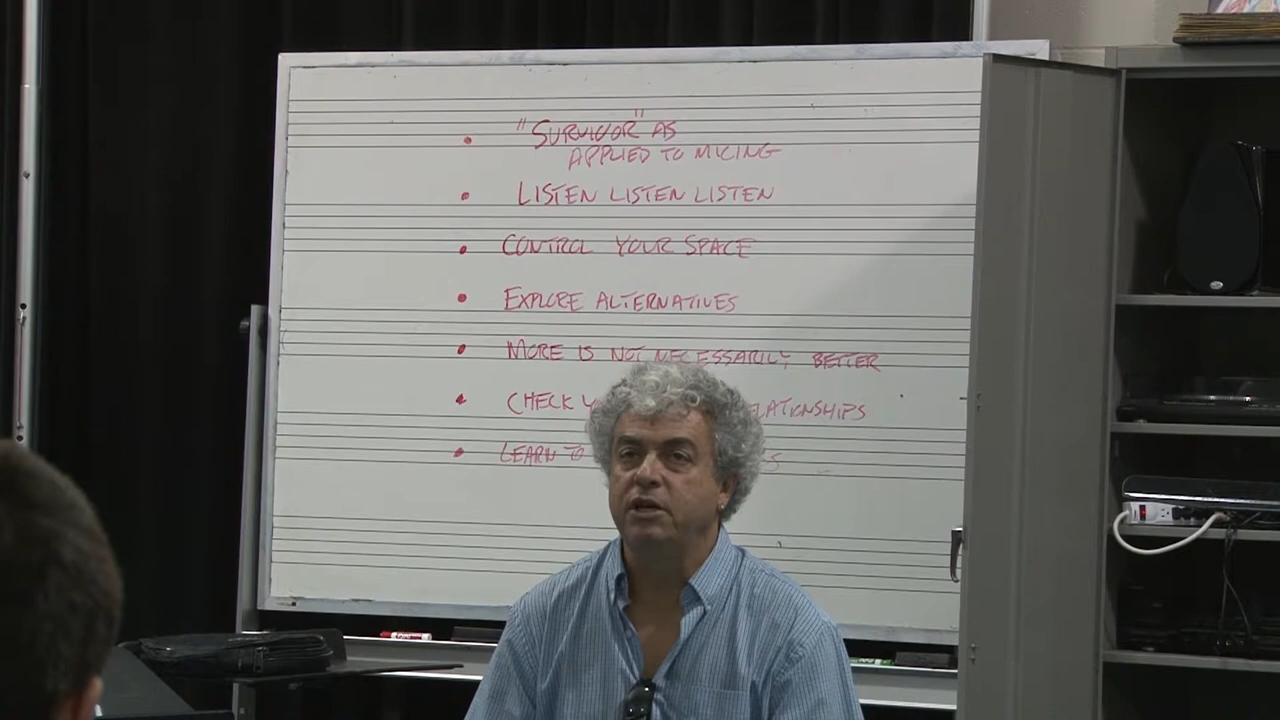 • "SURVIVOR" AS
APPLIED TO MICING
• LISTEN LISTEN LISTEN
• CONTROL YOUR SPACE
• EXPLORE ALTERNATIVES
• MORE IS NOT NECESSARILY BETTER
• CHECK
• LEARN TO